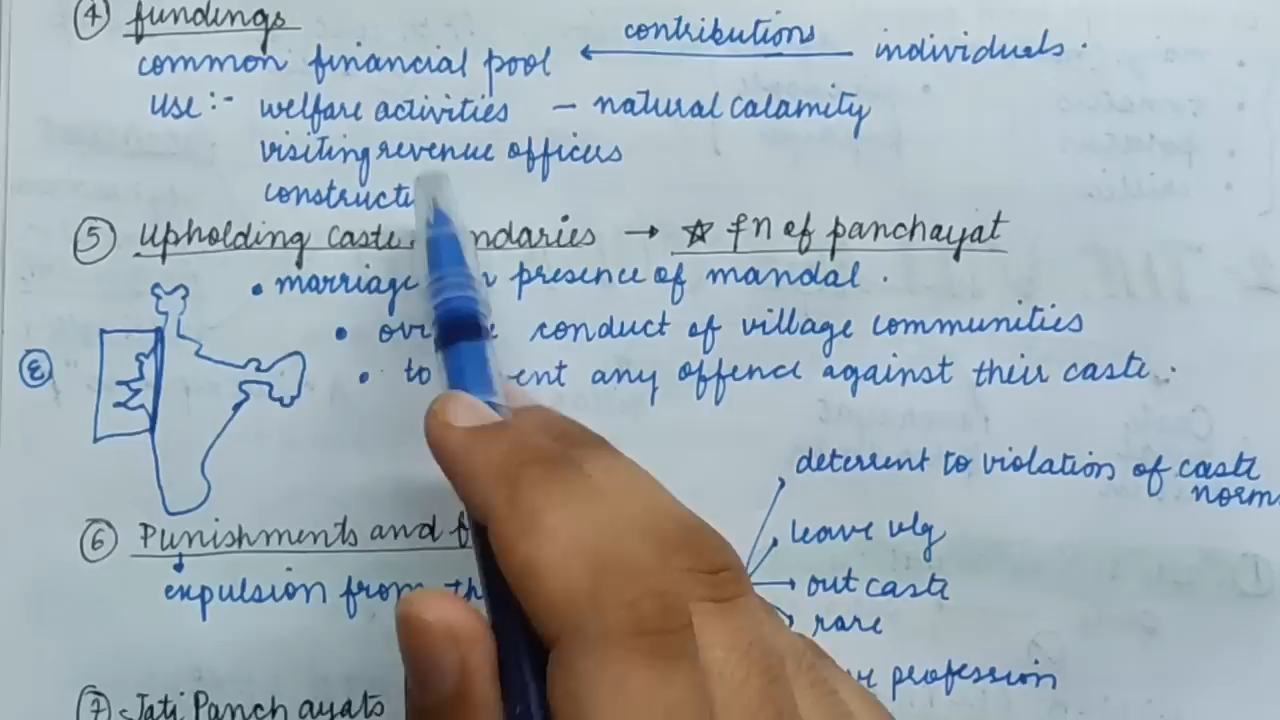 ④ fundings
common financial pool ← contributions individuals.
use :- welfare activities - natural calamity
visiting revenue officers
constructi
⑤ Upholding Caste ndaries → ☆ fn of panchayat
• marriage presence of mandal.
• ove conduct of village communities
• to ent any offence against their caste.
ε
deterrent to violation of caste
norm
leave vlg
out caste
rare
⑥ Punishments and f
expulsion from th
profession
⑦ Jati Panchayats